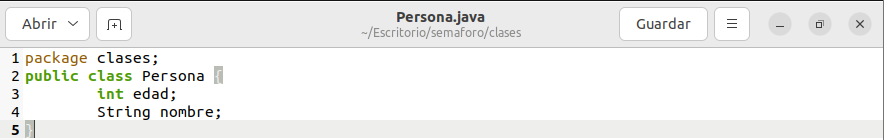 Abrir
Persona.java
~/Escritorio/semaforo/clases
Guardar
1 package clases;
2 public class Persona {
3 int edad;
4 String nombre;
5 }